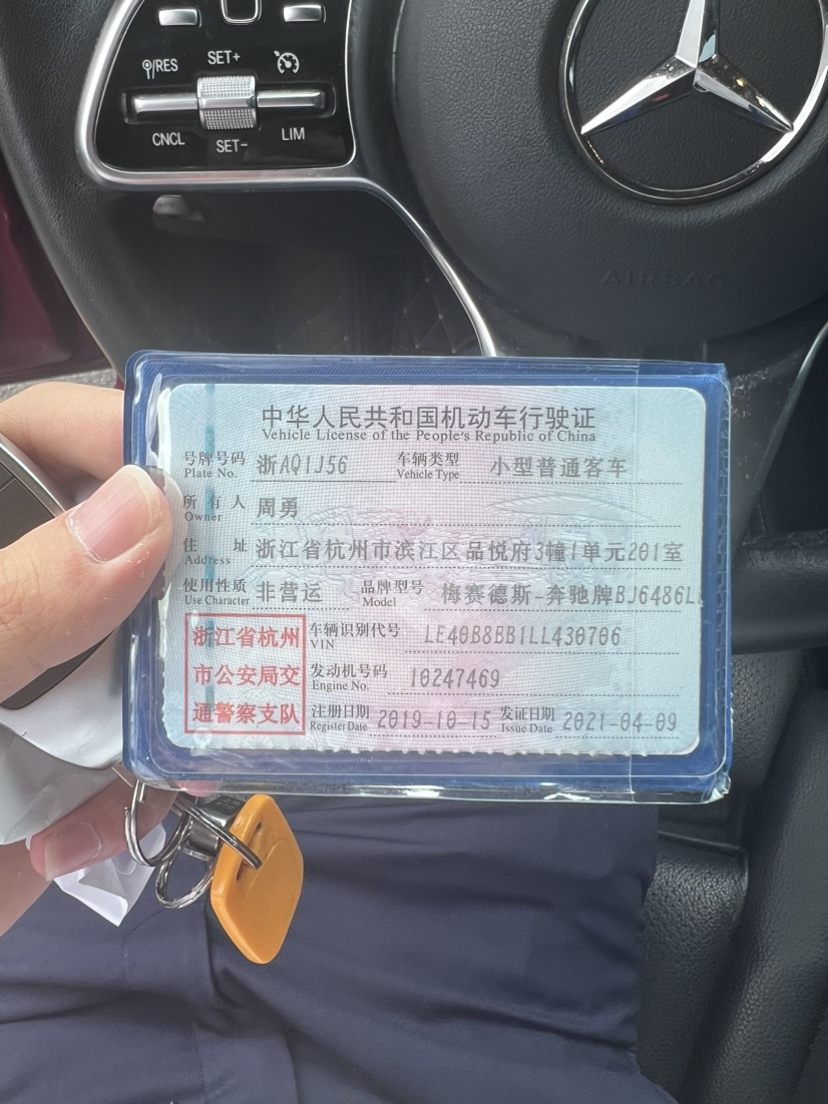 RES
SET+
CNCL
SET-
LIM
AIRBAG
中华人民共和国机动车行驶证
Vehicle License of the People's Republic of China
号牌号码 浙AQ1J56 车辆类型 小型普通客车
Plate No. Vehicle Type
所有人 周勇
Owner
住址 浙江省杭州市滨江区品悦府3幢1单元201室
Address
使用性质 非营运 品牌型号 梅赛德斯-奔驰牌BJ6486L
Use Character Model
浙江省杭州
市公安局交
通警察支队
车辆识别代号 LE40B8BB1LL430706
VIN
发动机号码 10247469
Engine No.
注册日期 2019-10-15 发证日期 2021-04-09
Register Date Issue Date